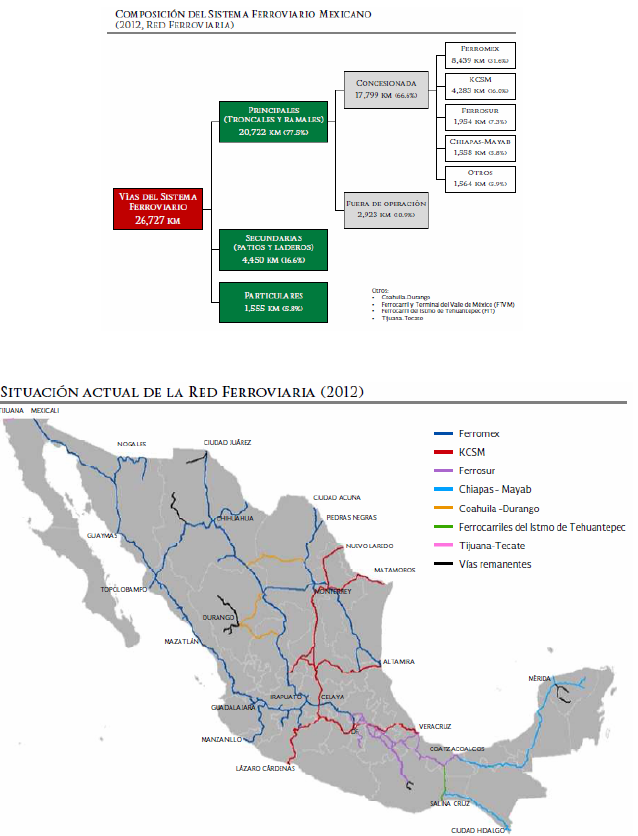 COMPOSICIÓN DEL SISTEMA FERROVIARIO MEXICANO
(2012, RED FERROVIARIA)
FERROMEX
8,439 KM (31.6%)
KCSM
4,283 KM (16.0%)
FERROSUR
1,954 KM (7.3%)
CHIAPAS-MAYAB
1,558 KM (5.8%)
OTROS
1,564 KM (5.9%)
CONCESIONADA
17,799 KM (66.6%)
FUERA DE OPERACIÓN
2,923 KM (10.9%)
PRINCIPALES
(TRONCALES Y RAMALES)
20,722 KM (77.5%)
VÍAS DEL SISTEMA
FERROVIARIO
26,727 KM
SECUNDARIAS
(PATIOS Y LADEROS)
4,450 KM (16.6%)
PARTICULARES
1,555 KM (5.8%)
Otros:
• Coahuila-Durango
• Ferrocarril y Terminal del Valle de México (FTVM)
• Ferrocarril del Istmo de Tehuantepec (FIT)
• Tijuana-Tecate
SITUACIÓN ACTUAL DE LA RED FERROVIARIA (2012)
TIJUANA MEXICALI
NOGALES
CIUDAD JUÁREZ
CIUDAD ACUÑA
PIEDRAS NEGRAS
CHIHUAHUA
GUAYMAS
NUEVO LAREDO
MATAMOROS
TOPOLOBAMPO
MONTERREY
DURANGO
MAZATLÁN
ALTAMIRA
MÉRIDA
IRAPUATO
CELAYA
GUADALAJARA
VERACRUZ
DF
MANZANILLO
COATZACOALCOS
LÁZARO CÁRDENAS
SALINA CRUZ
CIUDAD HIDALGO
Ferromex
KCSM
Ferrosur
Chiapas - Mayab
Coahuila -Durango
Ferrocarriles del Istmo de Tehuantepec
Tijuana-Tecate
Vías remanentes